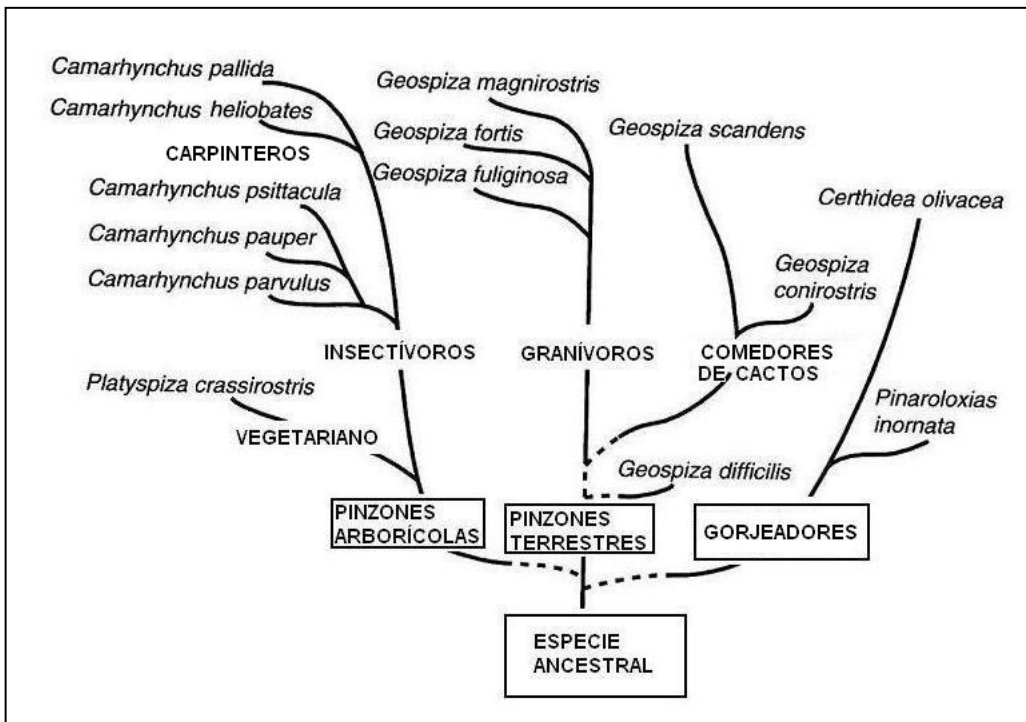 Camarhynchus pallida
Camarhynchus heliobates
CARPINTEROS
Camarhynchus psittacula
Camarhynchus pauper
Camarhynchus parvulus
INSECTÍVOROS
Platyspiza crassirostris
VEGETARIANO
PINZONES
ARBORÍCOLAS
Geospiza magnirostris
Geospiza fortis
Geospiza fuliginosa
GRANÍVOROS
Geospiza scandens
Geospiza
conirostris
COMEDORES
DE CACTOS
Geospiza difficilis
PINZONES
TERRESTRES
Certhidea olivacea
Pinaroloxias
inornata
GORJEADORES
ESPECIE
ANCESTRAL